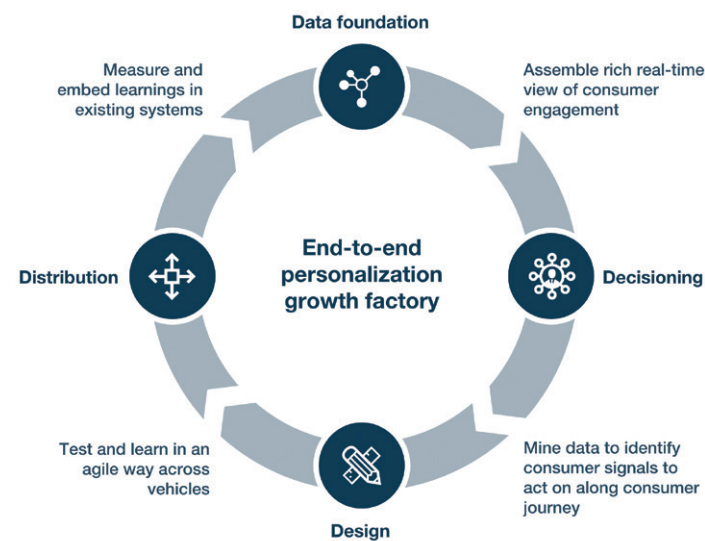 Data foundation
Measure and
embed learnings in
existing systems
Assemble rich real-time
view of consumer
engagement
End-to-end
personalization
growth factory
Distribution
Decisioning
Test and learn in an
agile way across
vehicles
Mine data to identify
consumer signals to
act on along consumer
journey
Design